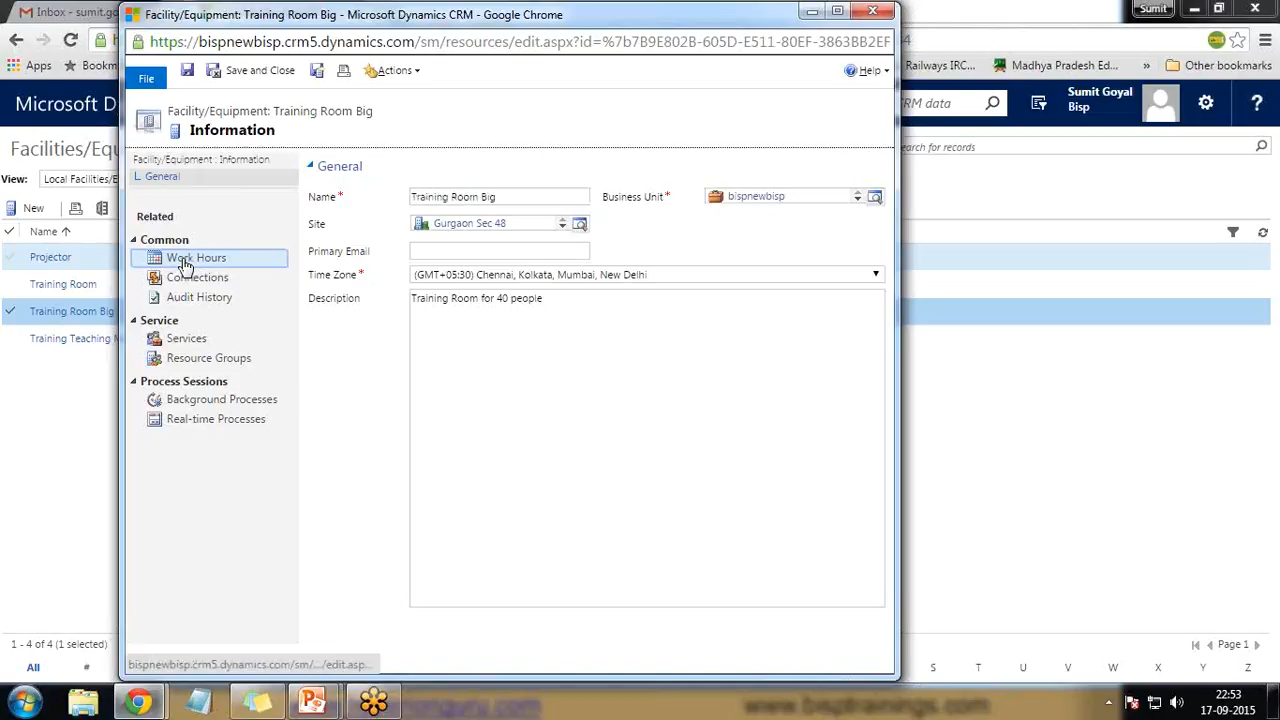 Inbox - sumit.g
Facility/Equipment: Training Room Big - Microsoft Dynamics CRM - Google Chrome
Sumit
https://bispnewbisp.crm5.dynamics.com/sm/resources/edit.aspx?id=%7b7B9E802B-605D-E511-80EF-3863BB2EF
Apps
Bookm
Railways IRC...
Madhya Pradesh Ed...
»
Other bookmarks
File
Save and Close
Actions
Help
Microsoft Dy
CRM data
Sumit Goyal
Bisp
?
Facility/Equipment: Training Room Big
Information
Facilities/Equ
search for records
Facility/Equipment : Information
General
General
View:
Local Facilities/E
Name*
Training Room Big
Business Unit*
bispnewbisp
New
Related
Site
Gurgaon Sec 48
Name
Common
Primary Email
Projector
Work Hours
Time Zone*
(GMT+05:30) Chennai, Kolkata, Mumbai, New Delhi
Training Room
Connections
Description
Training Room for 40 people
Audit History
Training Room Big
Service
Training Teaching M
Services
Resource Groups
Process Sessions
Background Processes
Real-time Processes
1 - 4 of 4 (1 selected)
Page 1
bispnewbisp.crm5.dynamics.com/sm/.../edit.asp...
All
#
S
T
U
V
W
X
Y
Z
www.bisptrainings.com
22:53
17-09-2015